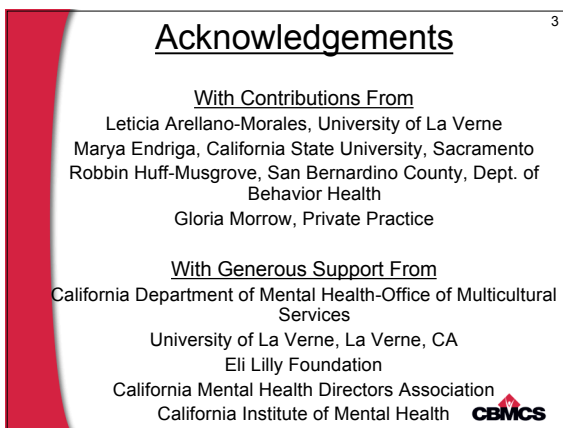 3
Acknowledgements
With Contributions From
Leticia Arellano-Morales, University of La Verne
Marya Endriga, California State University, Sacramento
Robbin Huff-Musgrove, San Bernardino County, Dept. of
Behavior Health
Gloria Morrow, Private Practice
With Generous Support From
California Department of Mental Health-Office of Multicultural
Services
University of La Verne, La Verne, CA
Eli Lilly Foundation
California Mental Health Directors Association
California Institute of Mental Health
CBMCS